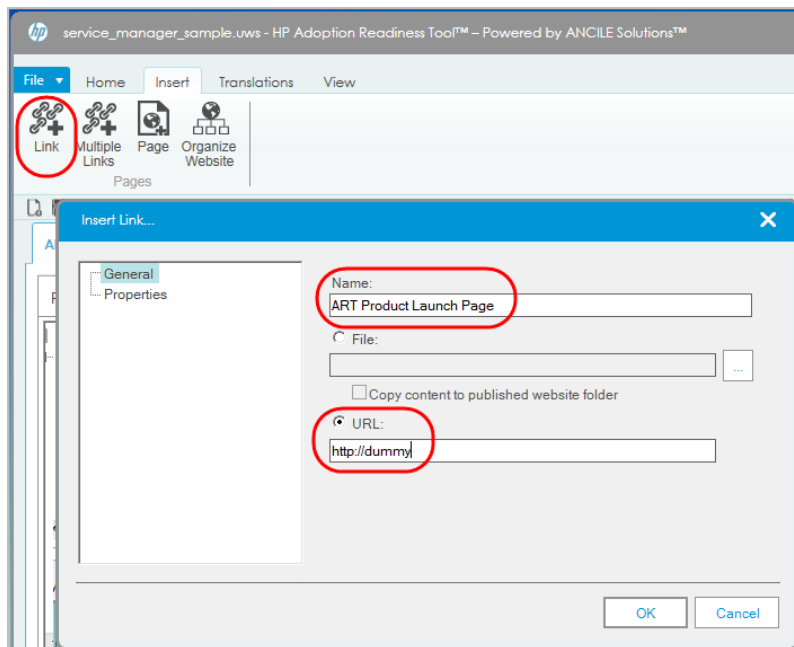 hp service_manager_sample.uws - HP Adoption Readiness Tool™ – Powered by ANCILE Solutions™
File Home Insert Translations View
Link Multiple Links Page Organize Website
Pages
Insert Link...
General
Properties
Name:
ART Product Launch Page
File:
...
Copy content to published website folder
URL:
http://dummy
OK Cancel